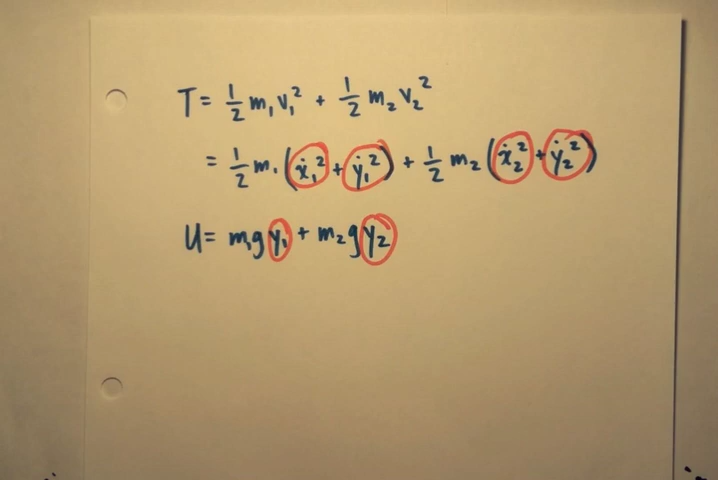 T = ½ m₁v₁² + ½ m₂v₂²
= ½ m₁(ẋ₁² + ẏ₁²) + ½ m₂(ẋ₂² + ẏ₂²)
U = m₁gy₁ + m₂gy₂